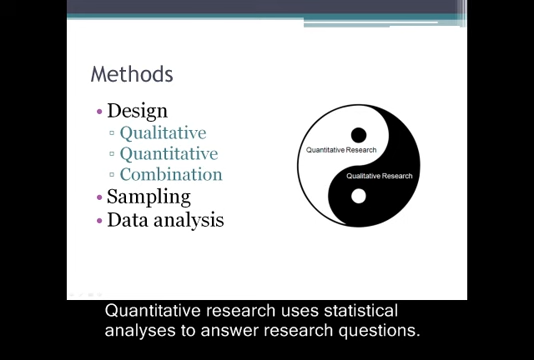 Methods
• Design
▫ Qualitative
▫ Quantitative
▫ Combination
• Sampling
• Data analysis
Quantitative Research
Qualitative Research
Quantitative research uses statistical
analyses to answer research questions.